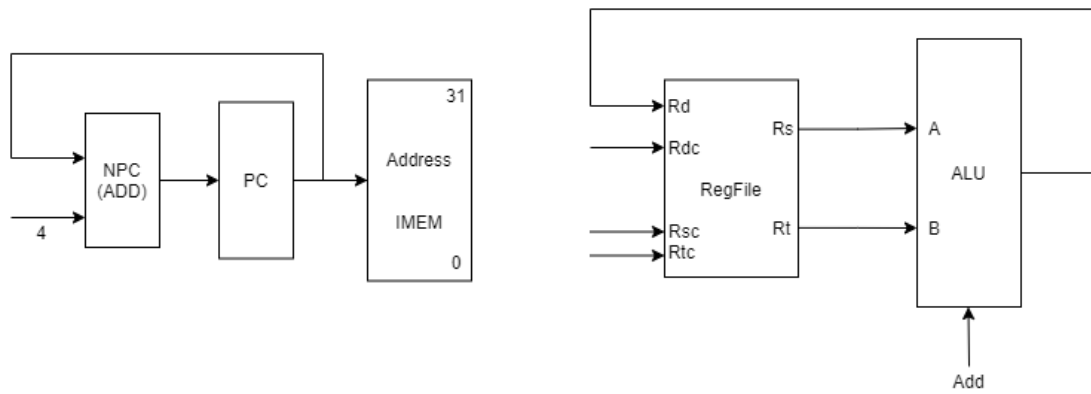 31
NPC
(ADD)
PC
Address
IMEM
0
4
Rd
Rdc
Rs
RegFile
Rsc
Rtc
Rt
A
ALU
B
Add